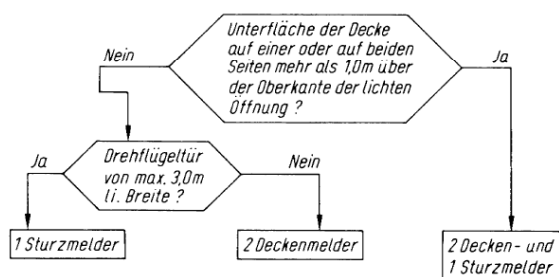 Unterfläche der Decke
auf einer oder auf beiden
Seiten mehr als 1,0m über
der Oberkante der lichten
Öffnung ?
Nein
Ja
Drehflügeltür
von max. 3,0m
li. Breite ?
Ja
Nein
1 Sturzmelder
2 Deckenmelder
2 Decken- und
1 Sturzmelder